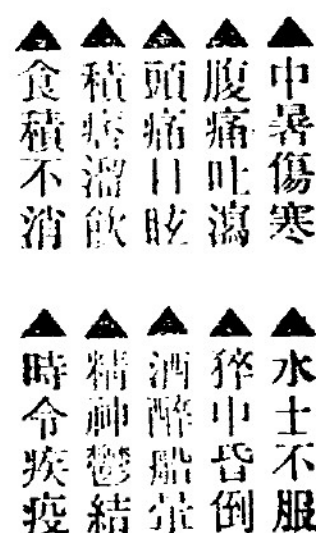 ▲中暑傷寒
▲腹痛吐瀉
▲頭痛目眩
▲積痞溜飲
▲食積不消
▲水土不服
▲猝中昏倒
▲酒醉船暈
▲精神鬱結
▲時令疾疫